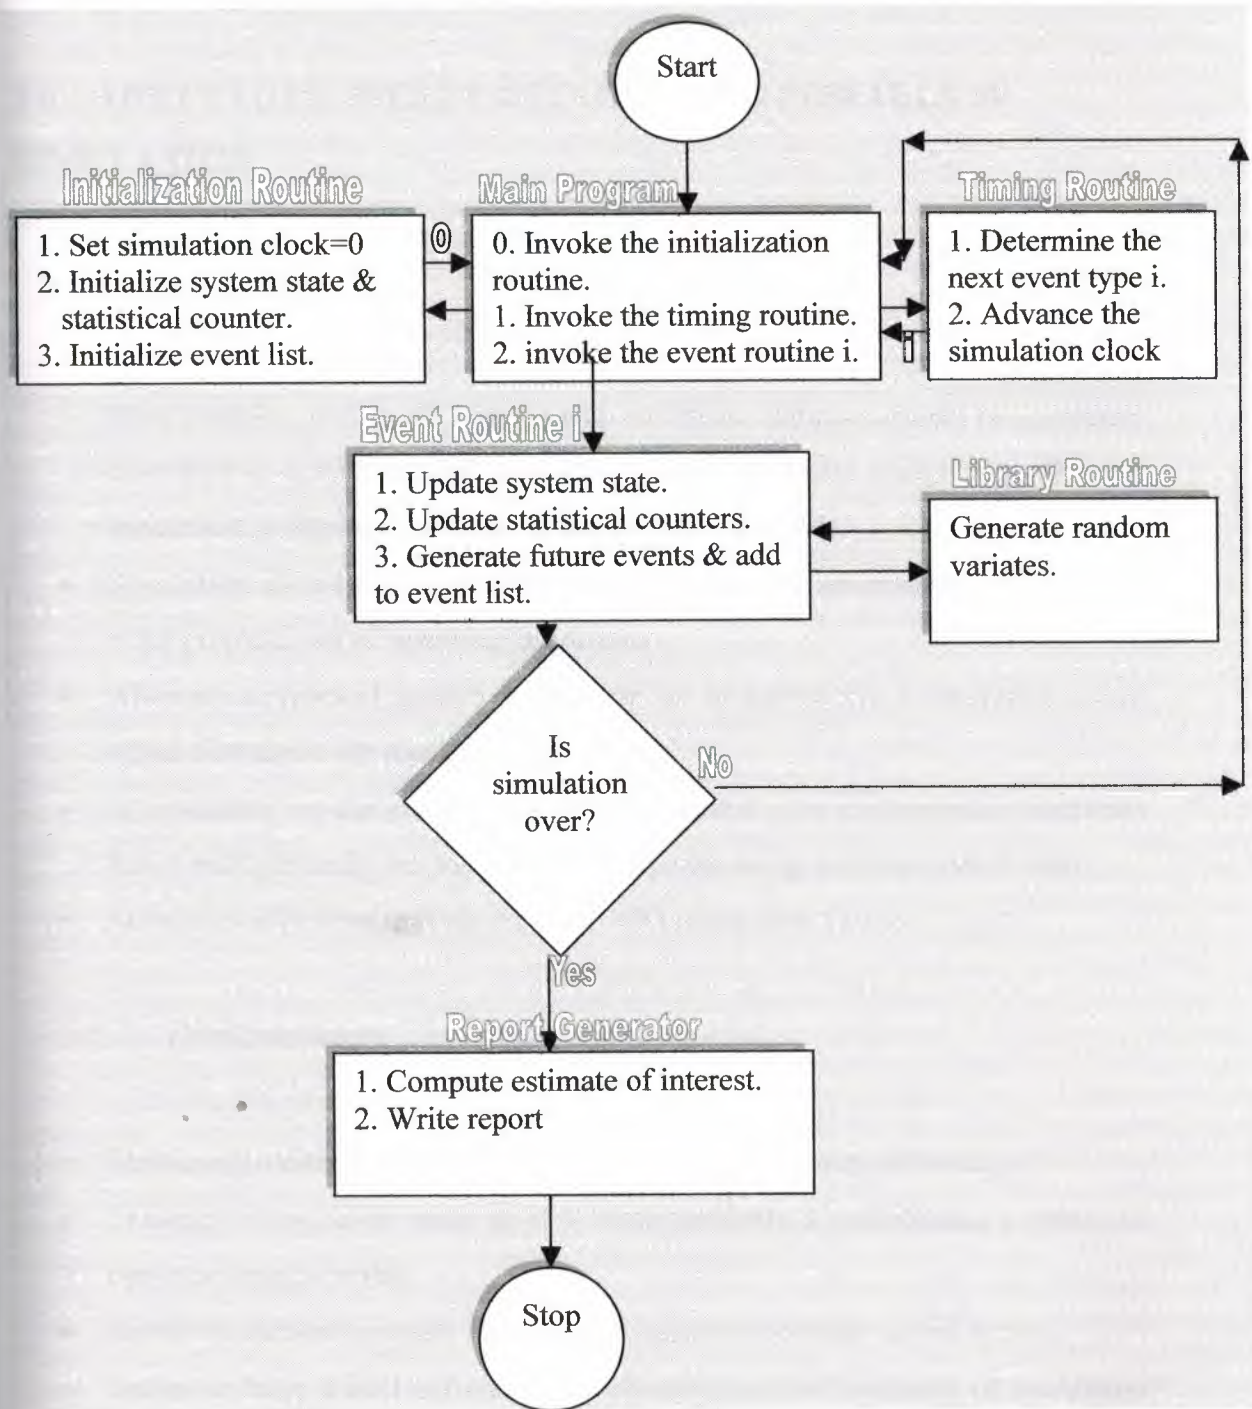 Start
Initialization Routine
1. Set simulation clock=0
2. Initialize system state &
statistical counter.
3. Initialize event list.
0
Main Program
0. Invoke the initialization
routine.
1. Invoke the timing routine.
2. invoke the event routine i.
Timing Routine
1. Determine the
next event type i.
2. Advance the
simulation clock
i
Event Routine i
1. Update system state.
2. Update statistical counters.
3. Generate future events & add
to event list.
Library Routine
Generate random
variates.
Is
simulation
over?
No
Yes
Report Generator
1. Compute estimate of interest.
2. Write report
Stop